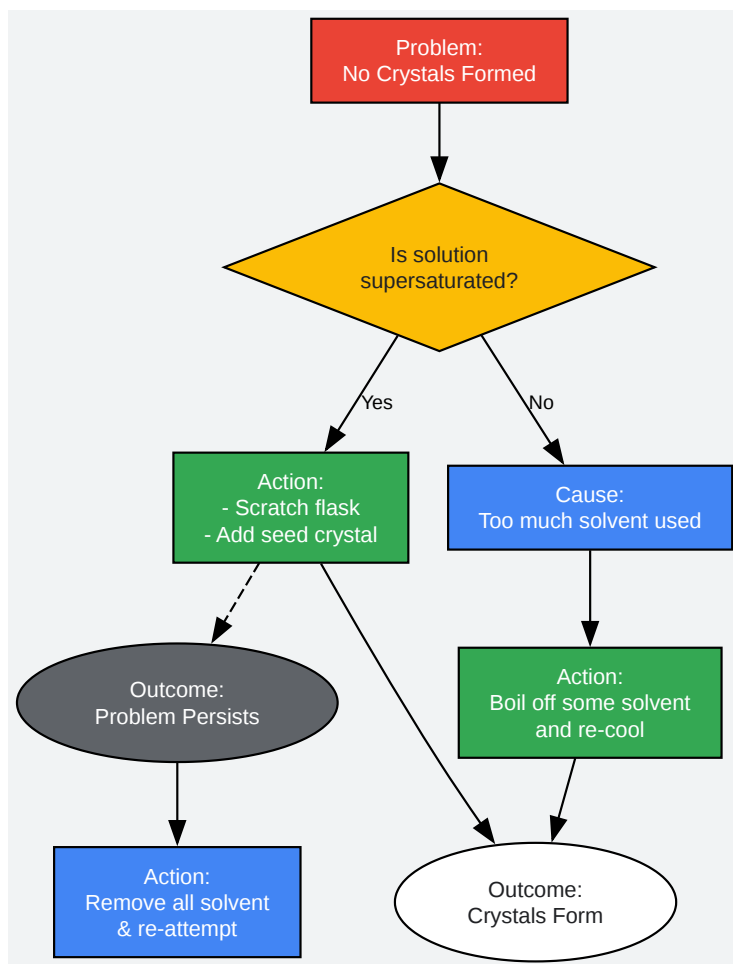 Problem:
No Crystals Formed
Is solution
supersaturated?
Yes
No
Action:
- Scratch flask
- Add seed crystal
Cause:
Too much solvent used
Outcome:
Problem Persists
Action:
Boil off some solvent
and re-cool
Action:
Remove all solvent
& re-attempt
Outcome:
Crystals Form